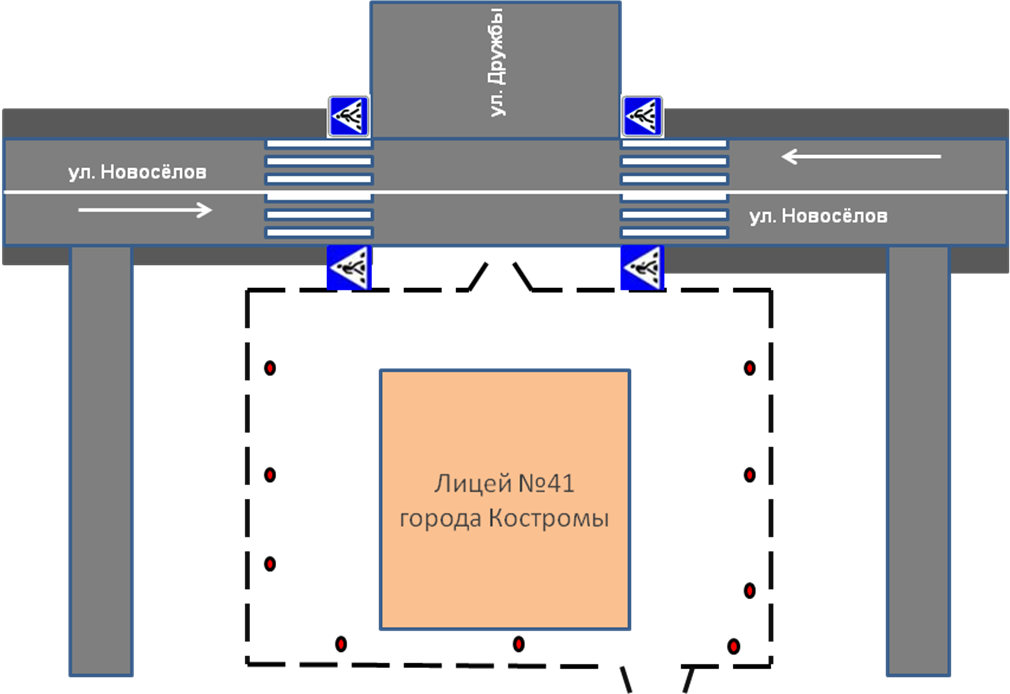 ул. Дружбы
ул. Новосёлов
ул. Новосёлов
Лицей №41
города Костромы